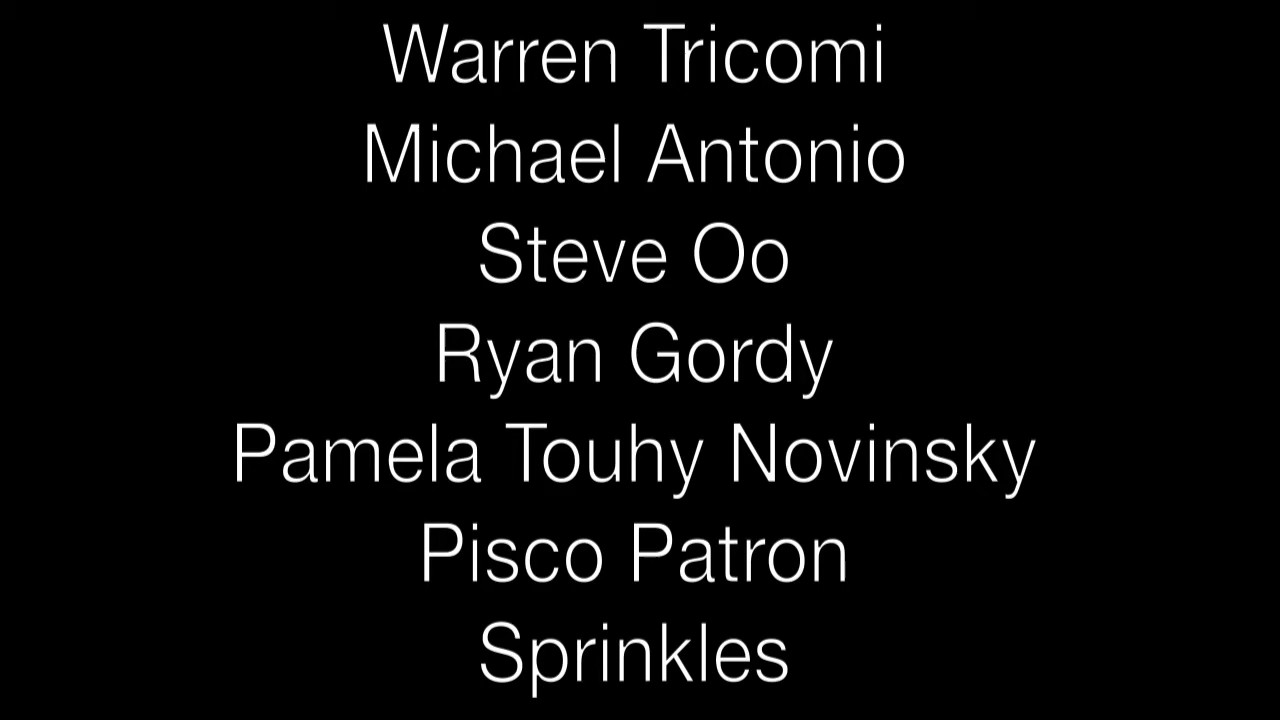 Warren Tricomi
Michael Antonio
Steve Oo
Ryan Gordy
Pamela Touhy Novinsky
Pisco Patron
Sprinkles